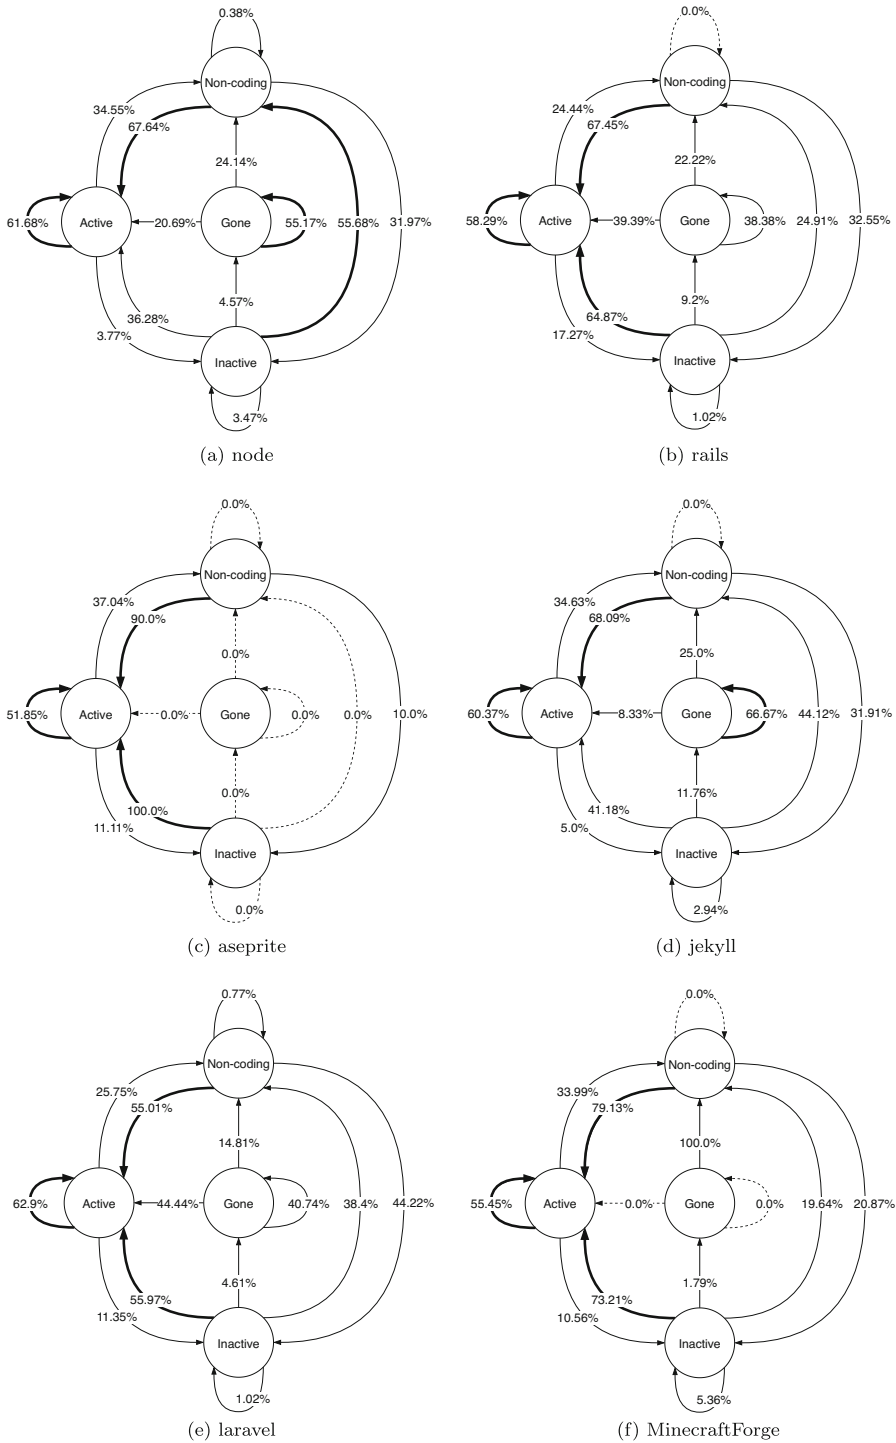 0.38%
Non-coding
34.55%
67.64%
24.14%
61.68%
Active
20.69%
Gone
55.17%
55.68%
31.97%
4.57%
36.28%
3.77%
Inactive
3.47%
(a) node
0.0%
Non-coding
24.44%
67.45%
22.22%
58.29%
Active
39.39%
Gone
38.38%
24.91%
32.55%
9.2%
64.87%
17.27%
Inactive
1.02%
(b) rails
0.0%
Non-coding
37.04%
90.0%
0.0%
51.85%
Active
0.0%
Gone
0.0%
0.0%
10.0%
0.0%
100.0%
11.11%
Inactive
0.0%
(c) aseprite
0.0%
Non-coding
34.63%
68.09%
25.0%
60.37%
Active
8.33%
Gone
66.67%
44.12%
31.91%
11.76%
41.18%
5.0%
Inactive
2.94%
(d) jekyll
0.77%
Non-coding
25.75%
55.01%
14.81%
62.9%
Active
44.44%
Gone
40.74%
38.4%
44.22%
4.61%
55.97%
11.35%
Inactive
1.02%
(e) laravel
0.0%
Non-coding
33.99%
79.13%
100.0%
55.45%
Active
0.0%
Gone
0.0%
19.64%
20.87%
1.79%
73.21%
10.56%
Inactive
5.36%
(f) MinecraftForge